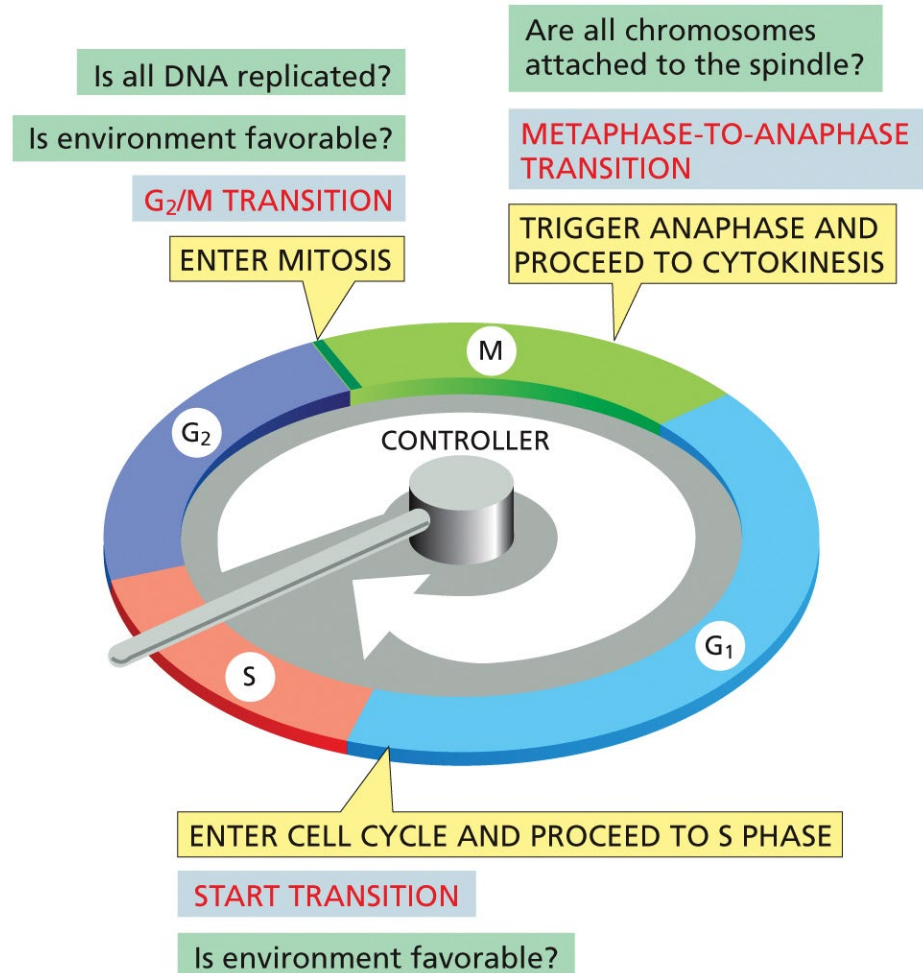 Is all DNA replicated?
Is environment favorable?
G₂/M TRANSITION
ENTER MITOSIS
Are all chromosomes
attached to the spindle?
METAPHASE-TO-ANAPHASE
TRANSITION
TRIGGER ANAPHASE AND
PROCEED TO CYTOKINESIS
M
G₂
CONTROLLER
G₁
S
ENTER CELL CYCLE AND PROCEED TO S PHASE
START TRANSITION
Is environment favorable?